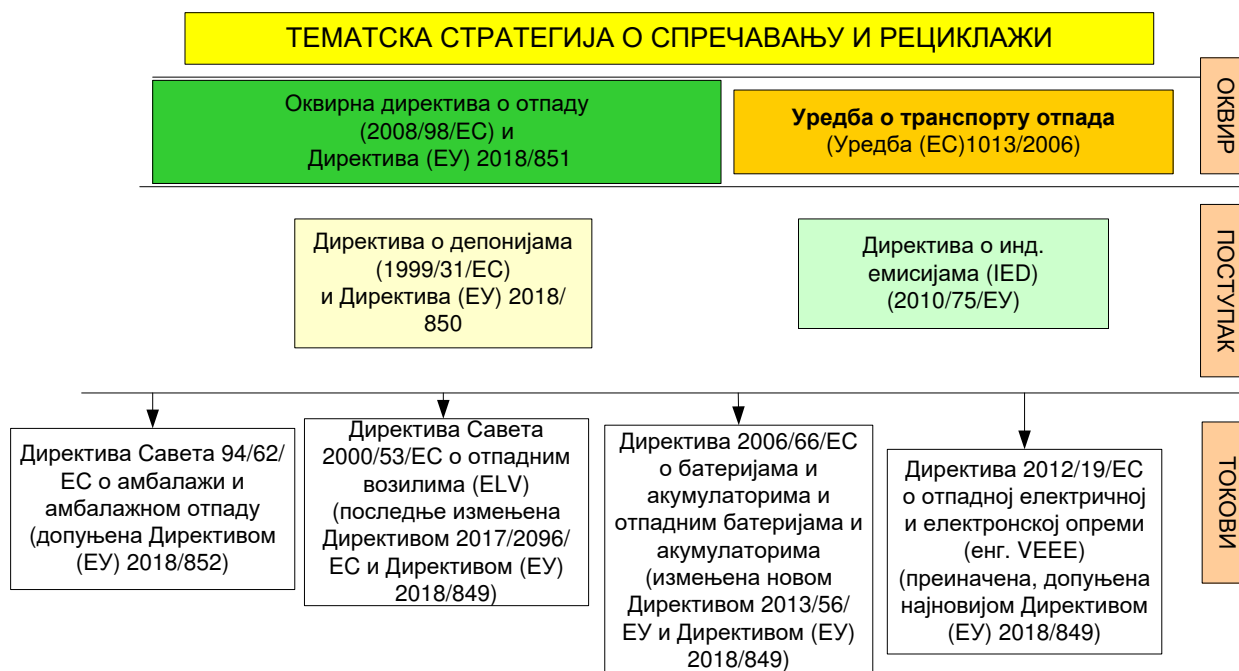 ТЕМАТСКА СТРАТЕГИЈА О СПРЕЧАВАЊУ И РЕЦИКЛАЖИ
Оквирна директива о отпаду
(2008/98/ЕС) и
Директива (ЕУ) 2018/851
Уредба о транспорту отпада
(Уредба (ЕС)1013/2006)
ОКВИР
Директива о депонијама
(1999/31/ЕС)
и Директива (ЕУ) 2018/
850
Директива о инд.
емисијама (IED)
(2010/75/ЕУ)
ПОСТУПАК
Директива Савета 94/62/
ЕС о амбалажи и
амбалажном отпаду
(допуњена Директивом
(ЕУ) 2018/852)
Директива Савета
2000/53/ЕС о отпадним
возилима (ELV)
(последње измењена
Директивом 2017/2096/
ЕС и Директивом (ЕУ)
2018/849)
Директива 2006/66/ЕС
о батеријама и
акумулаторима и
отпадним батеријама и
акумулаторима
(измењена новом
Директивом 2013/56/
ЕУ и Директивом (ЕУ)
2018/849)
Директива 2012/19/ЕС
о отпадној електричној
и електронској опреми
(енг. VEEE)
(преиначена, допуњена
најновијом Директивом
(ЕУ) 2018/849)
ТОКОВИ